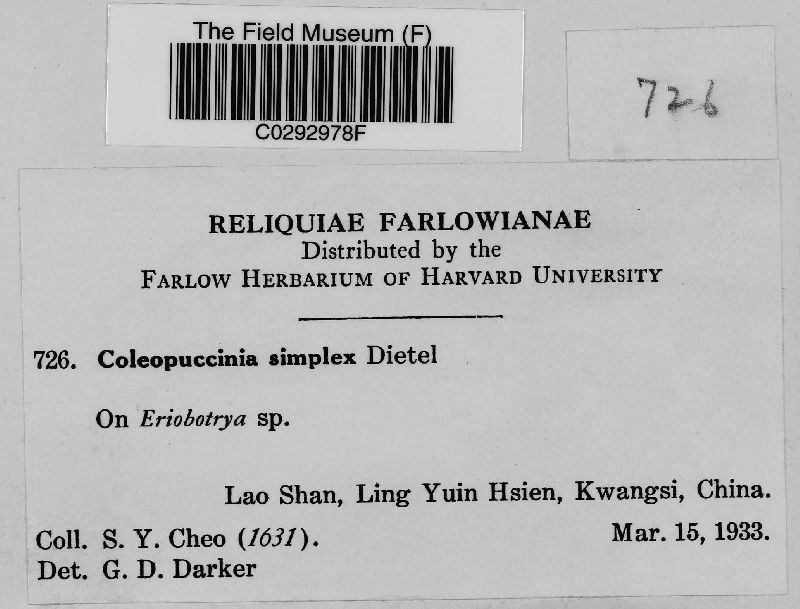 The Field Museum (F)
C0292978F
726
RELIQUIAE FARLOWIANAE
Distributed by the
FARLOW HERBARIUM OF HARVARD UNIVERSITY
726. Coleopuccinia simplex Dietel
On Eriobotrya sp.
Lao Shan, Ling Yuin Hsien, Kwangsi, China.
Coll. S. Y. Cheo (1631). Mar. 15, 1933.
Det. G. D. Darker